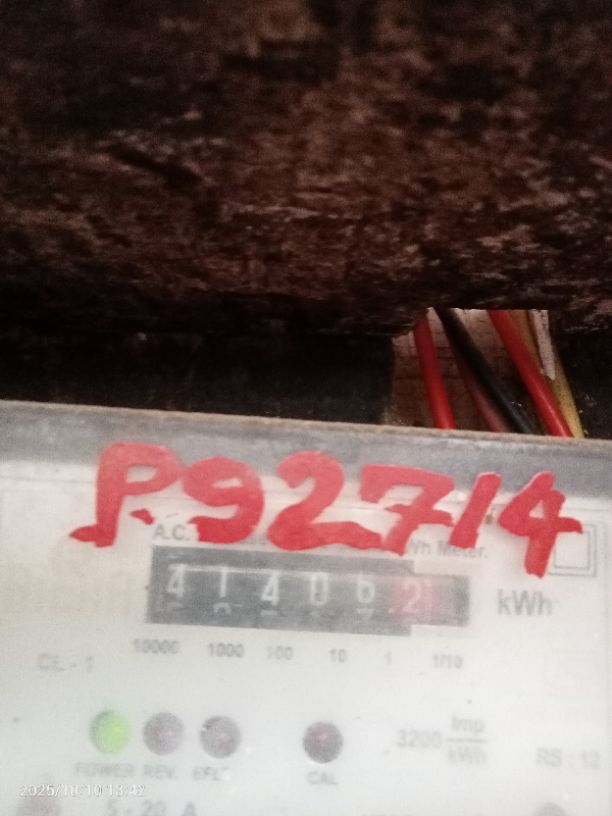 P92714
A.C. Wh Meter.
41406.2 kWh
10000 1000 100 10 1 1/10
CL - 1
3200 Imp/kWh
POWER REV. EFL CAL
RS : 12
5 - 20 A
2025/10/10 13:42